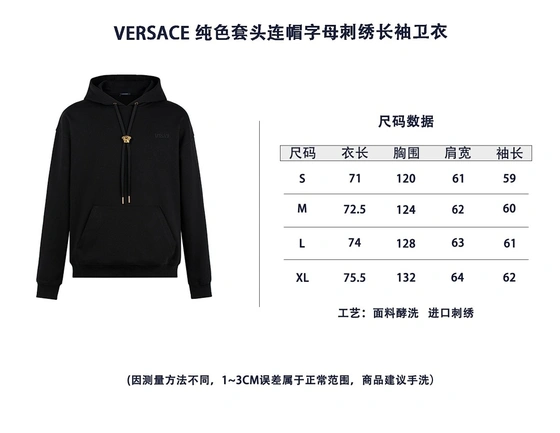 VERSACE 纯色套头连帽字母刺绣长袖卫衣
尺码数据
尺码 衣长 胸围 肩宽 袖长
S 71 120 61 59
M 72.5 124 62 60
L 74 128 63 61
XL 75.5 132 64 62
工艺：面料酵洗 进口刺绣
(因测量方法不同，1~3CM误差属于正常范围，商品建议手洗)